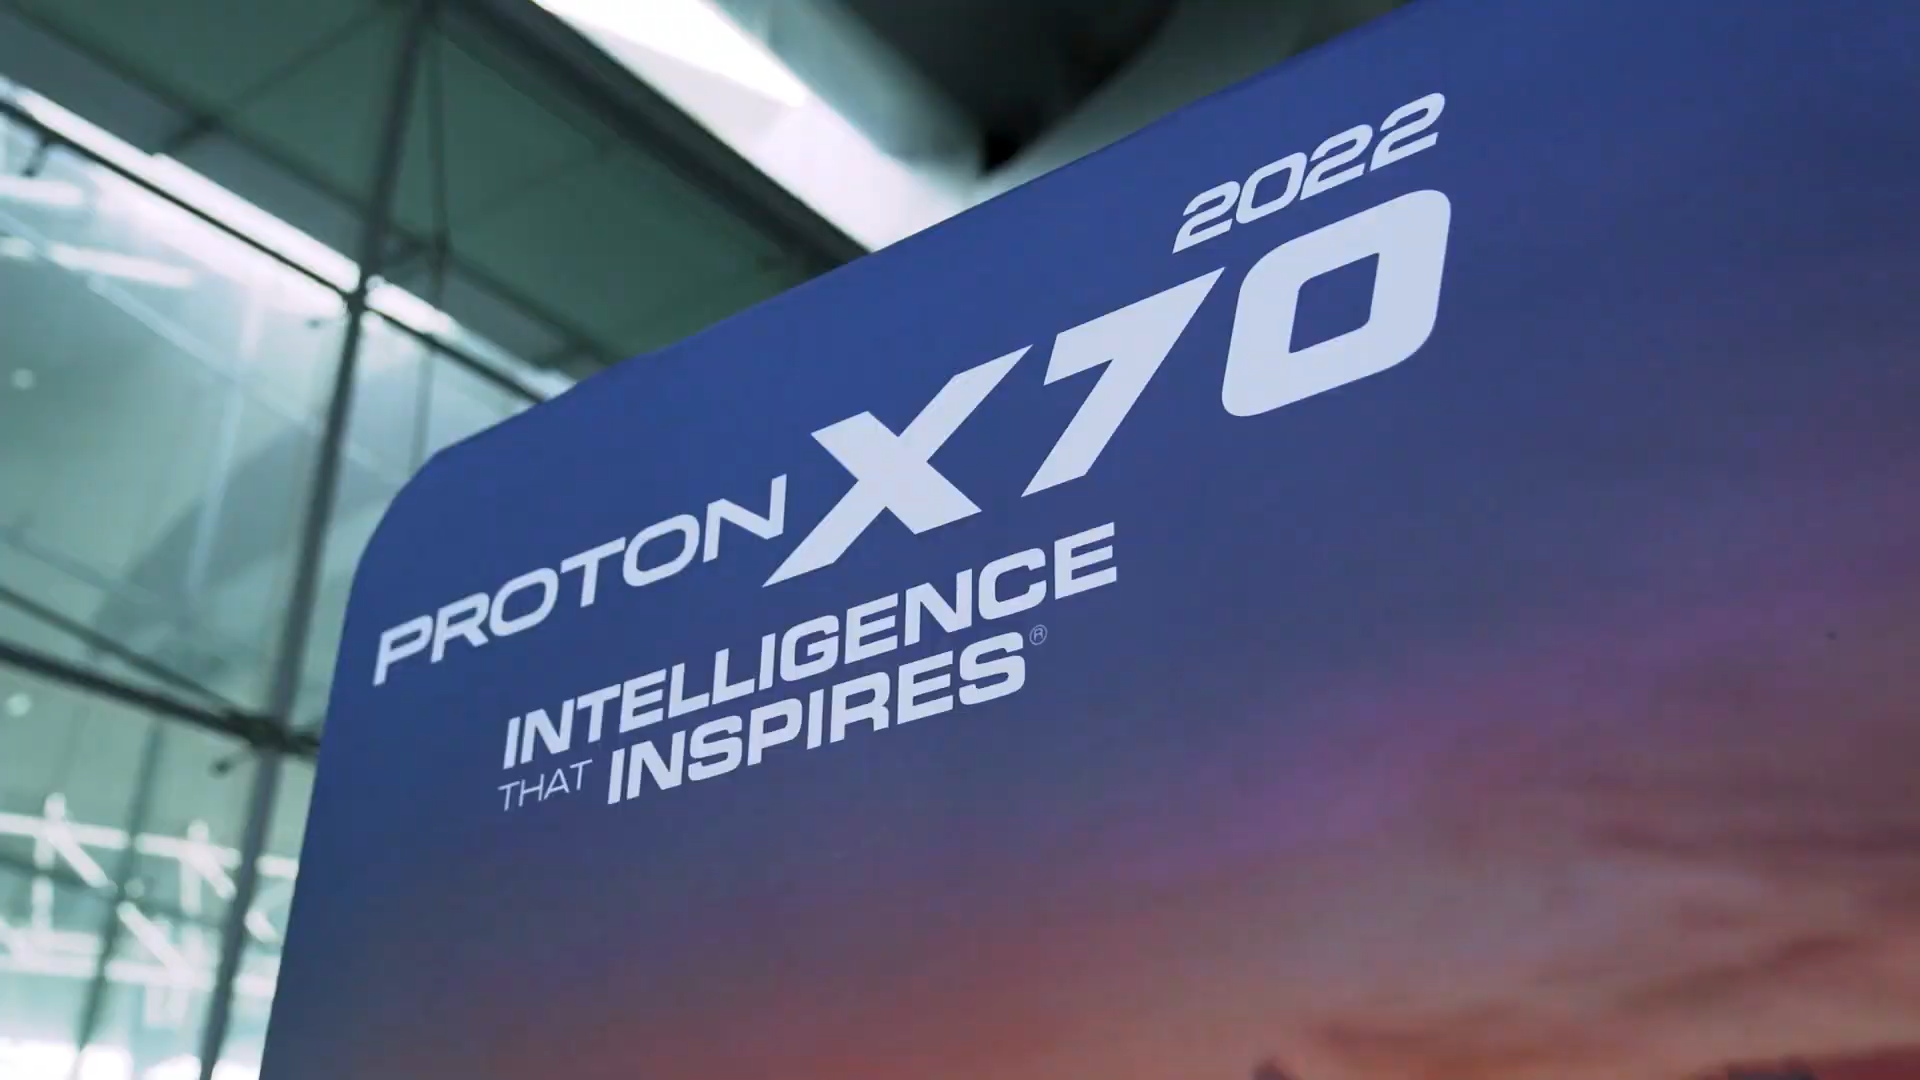 2022
PROTON X70
INTELLIGENCE
THAT INSPIRES®